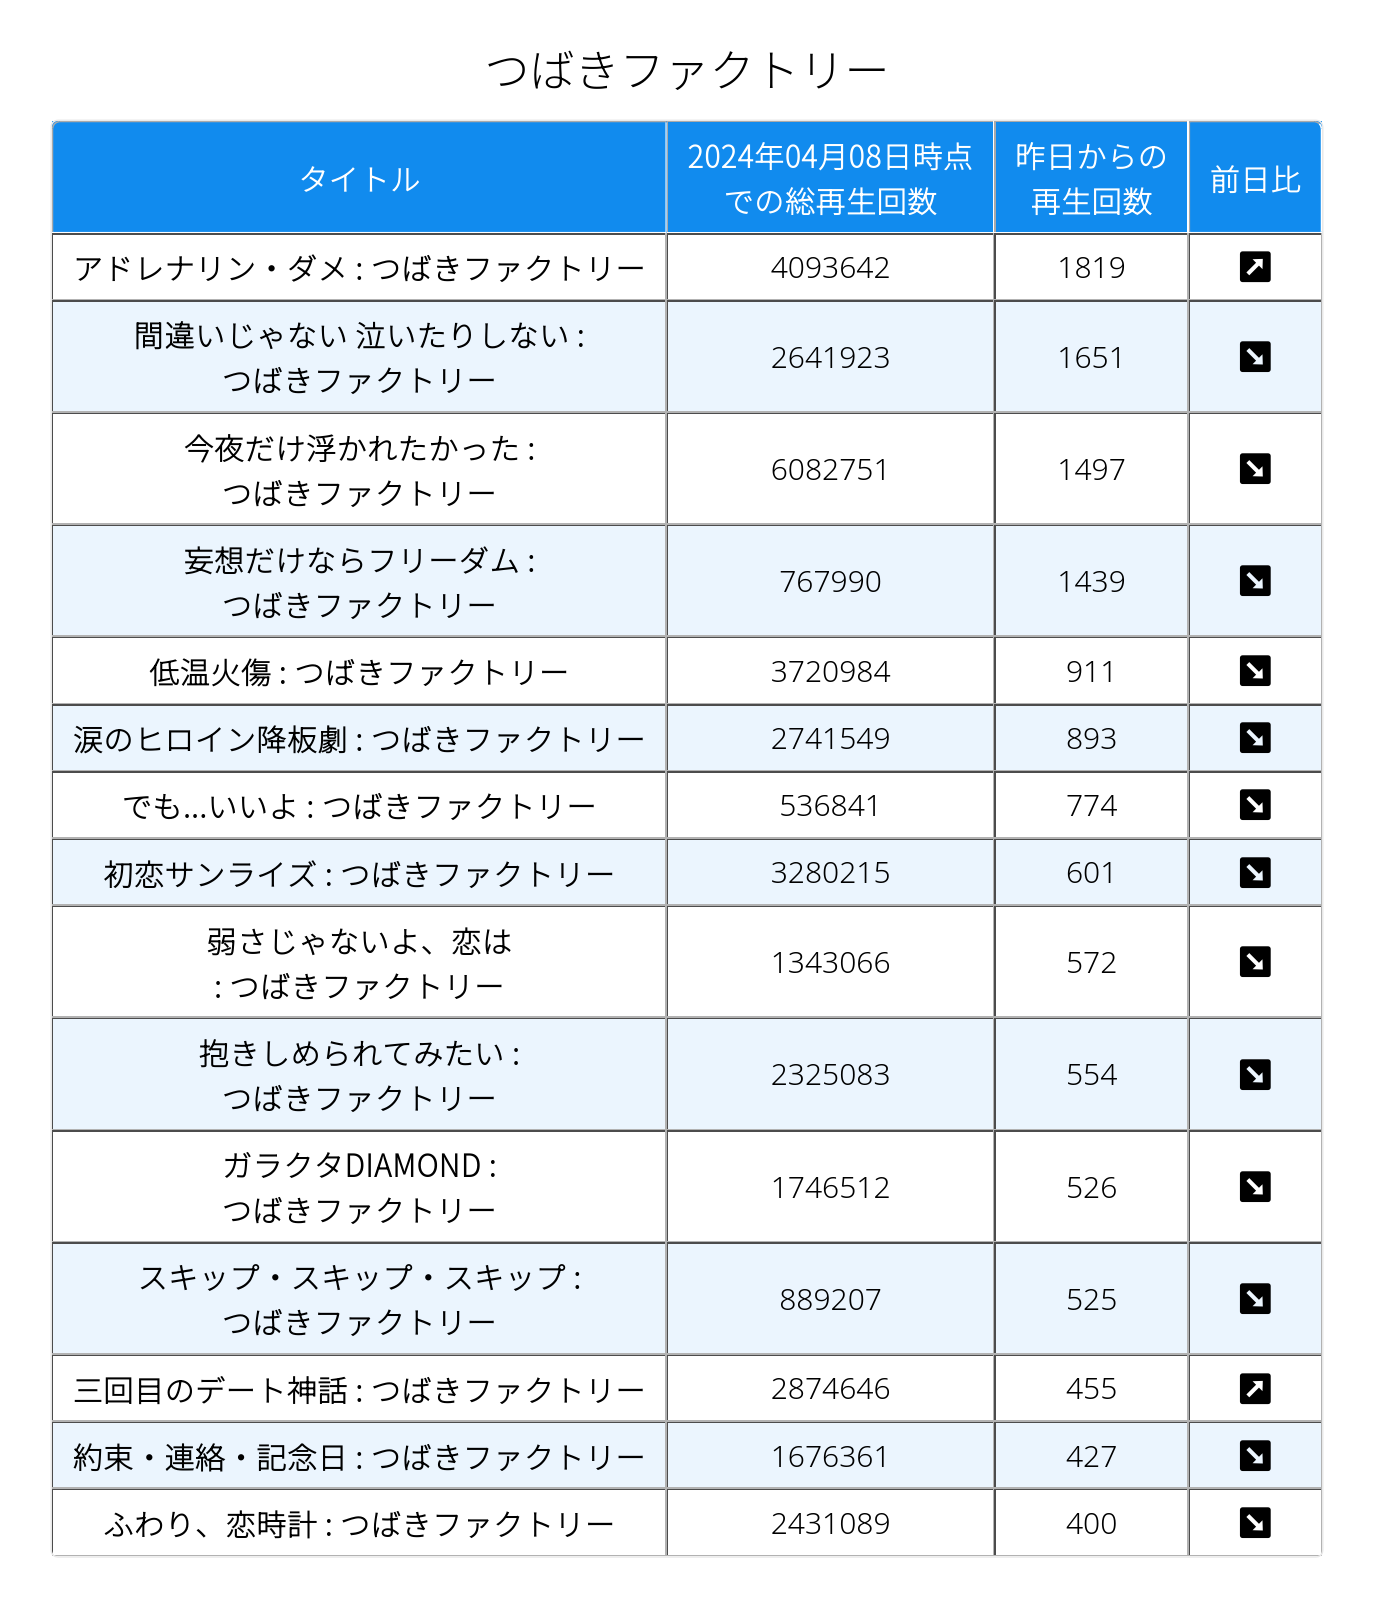 つばきファクトリー
タイトル
2024年04月08日時点
での総再生回数
昨日からの
再生回数
前日比
アドレナリン・ダメ : つばきファクトリー
4093642
1819
間違いじゃない 泣いたりしない :
つばきファクトリー
2641923
1651
今夜だけ浮かれたかった :
つばきファクトリー
6082751
1497
妄想だけならフリーダム :
つばきファクトリー
767990
1439
低温火傷 : つばきファクトリー
3720984
911
涙のヒロイン降板劇 : つばきファクトリー
2741549
893
でも...いいよ : つばきファクトリー
536841
774
初恋サンライズ : つばきファクトリー
3280215
601
弱さじゃないよ、恋は
: つばきファクトリー
1343066
572
抱きしめられてみたい :
つばきファクトリー
2325083
554
ガラクタDIAMOND :
つばきファクトリー
1746512
526
スキップ・スキップ・スキップ :
つばきファクトリー
889207
525
三回目のデート神話 : つばきファクトリー
2874646
455
約束・連絡・記念日 : つばきファクトリー
1676361
427
ふわり、恋時計 : つばきファクトリー
2431089
400